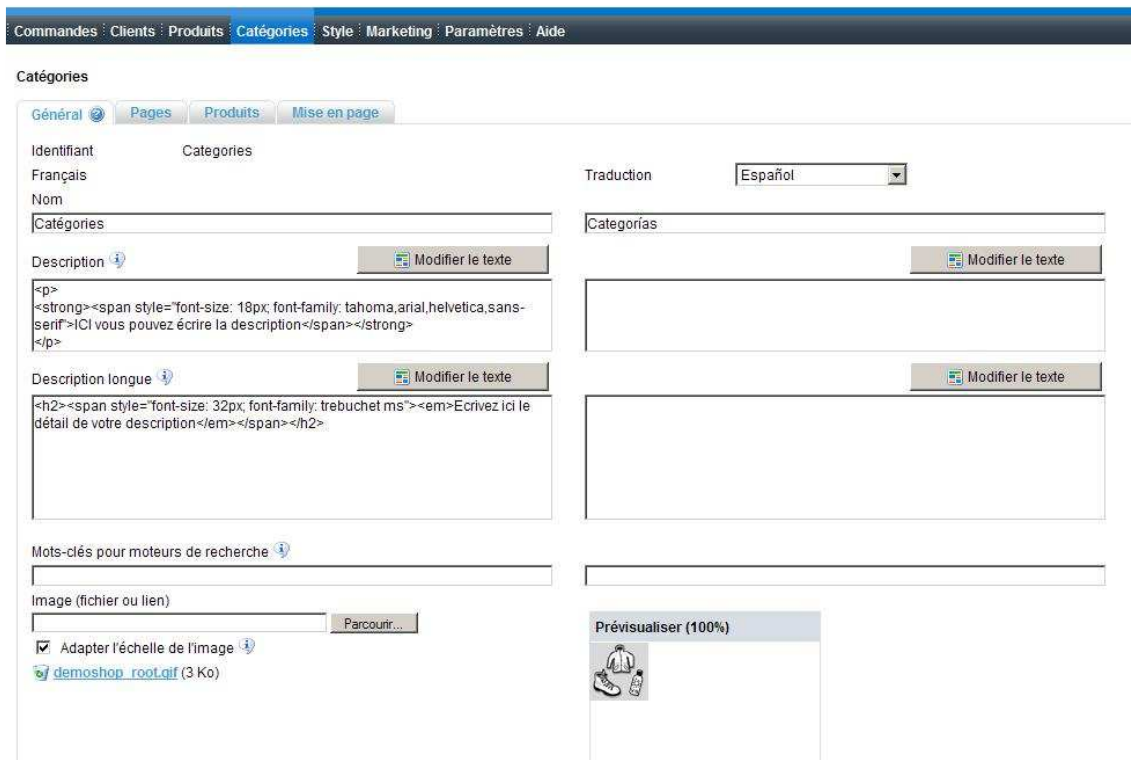 Commandes Clients Produits Catégories Style Marketing Paramètres Aide
Catégories
Général Pages Produits Mise en page
Identifiant Categories
Français Traduction Español
Nom
Catégories Categorías
Description Modifier le texte Modifier le texte
<p>
<strong><span style="font-size: 18px; font-family: tahoma,arial,helvetica,sans-
serif">ICI vous pouvez écrire la description</span></strong>
</p>
Description longue Modifier le texte Modifier le texte
<h2><span style="font-size: 32px; font-family: trebuchet ms"><em>Ecrivez ici le
détail de votre description</em></span></h2>
Mots-clés pour moteurs de recherche
Image (fichier ou lien)
Parcourir...
Prévisualiser (100%)
Adapter l'échelle de l'image
demoshop_root.gif (3 Ko)